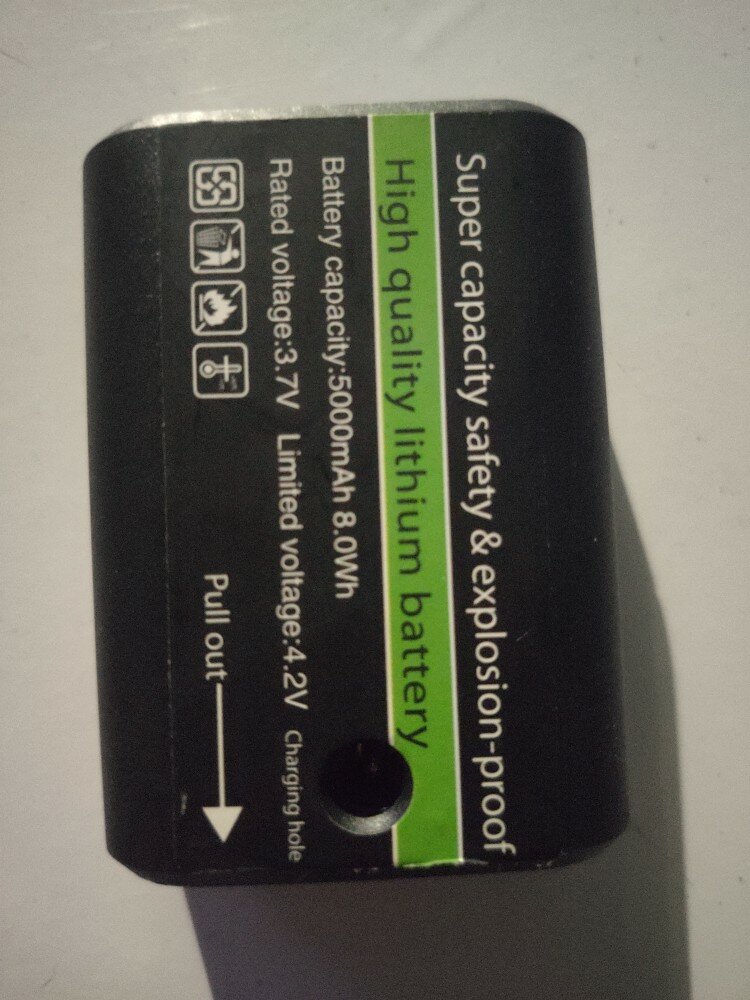 Super capacity safety & explosion-proof
High quality lithium battery
Battery capacity:5000mAh 8.0Wh
Rated voltage:3.7V Limited voltage:4.2V Charging hole
Pull out